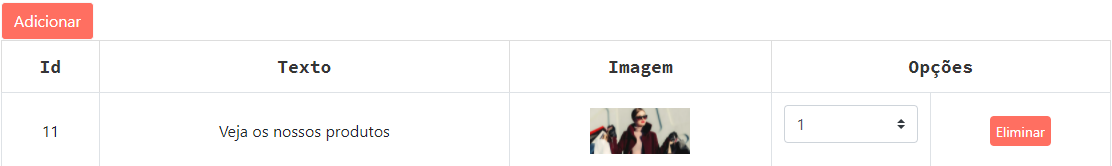 Adicionar
Id Texto Imagem Opções
11 Veja os nossos produtos 1 Eliminar